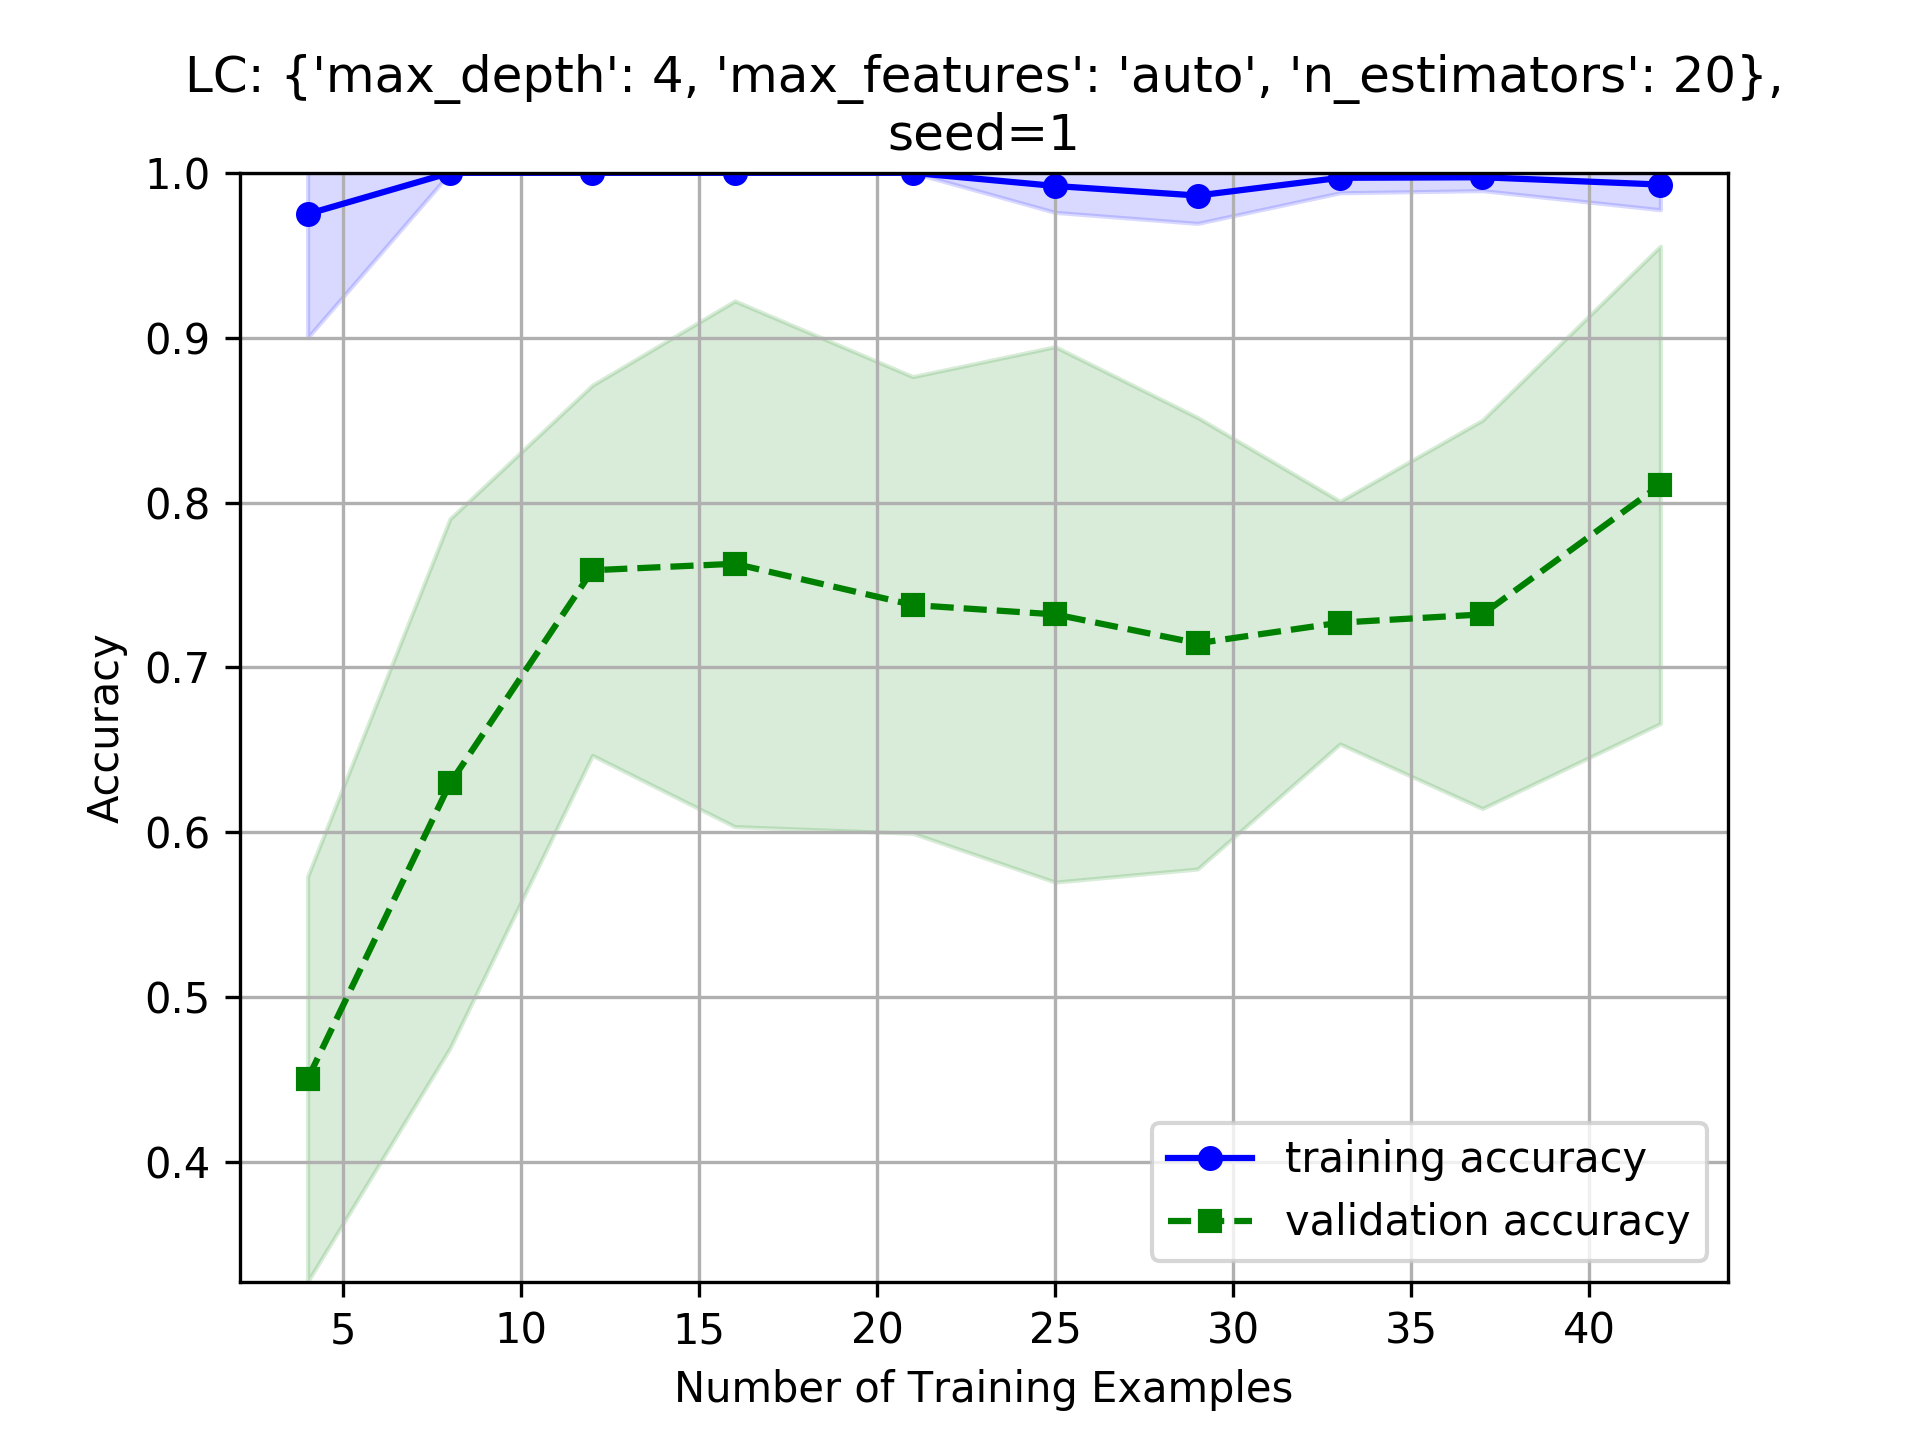 LC: {'max_depth': 4, 'max_features': 'auto', 'n_estimators': 20},
seed=1
1.0
0.9
0.8
0.7
0.6
0.5
0.4
Accuracy
training accuracy
validation accuracy
5 10 15 20 25 30 35 40
Number of Training Examples